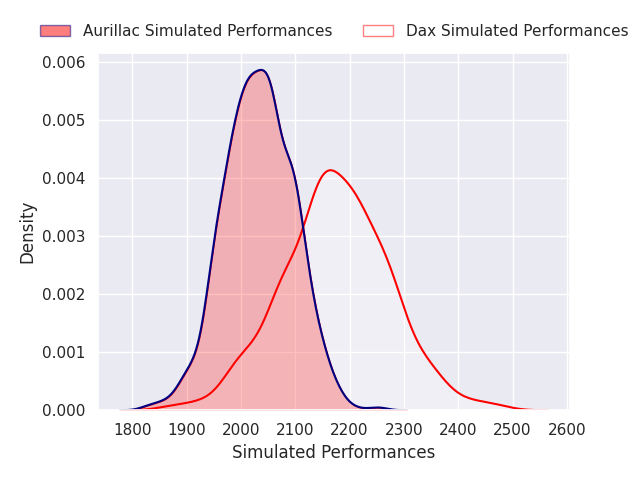 Aurillac Simulated Performances Dax Simulated Performances
0.006
0.005
0.004
0.003
0.002
0.001
0.000
Density
1800 1900 2000 2100 2200 2300 2400 2500 2600
Simulated Performances